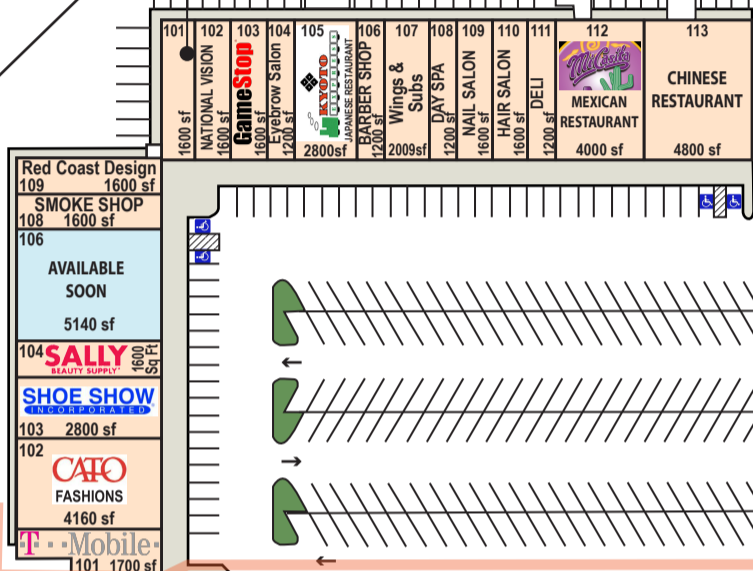 101
1600 sf
102
NATIONAL VISION
1600 sf
103
GameStop
1600 sf
104
Eyebrow Salon
1200 sf
105
KYOTO
JAPANESE RESTAURANT
2800sf
106
BARBER SHOP
1200 sf
107
Wings &
Subs
2009sf
108
DAY SPA
1200 sf
109
NAIL SALON
1600 sf
110
HAIR SALON
1600 sf
111
DELI
1200 sf
112
MEXICAN
RESTAURANT
4000 sf
113
CHINESE
RESTAURANT
4800 sf
Red Coast Design
109 1600 sf
SMOKE SHOP
108 1600 sf
106
AVAILABLE
SOON
5140 sf
104 SALLY
BEAUTY SUPPLY
1600
Sq Ft
SHOE SHOW
INCORPORATED
103 2800 sf
102
CATO
FASHIONS
4160 sf
T··Mobile·
101 1700 sf